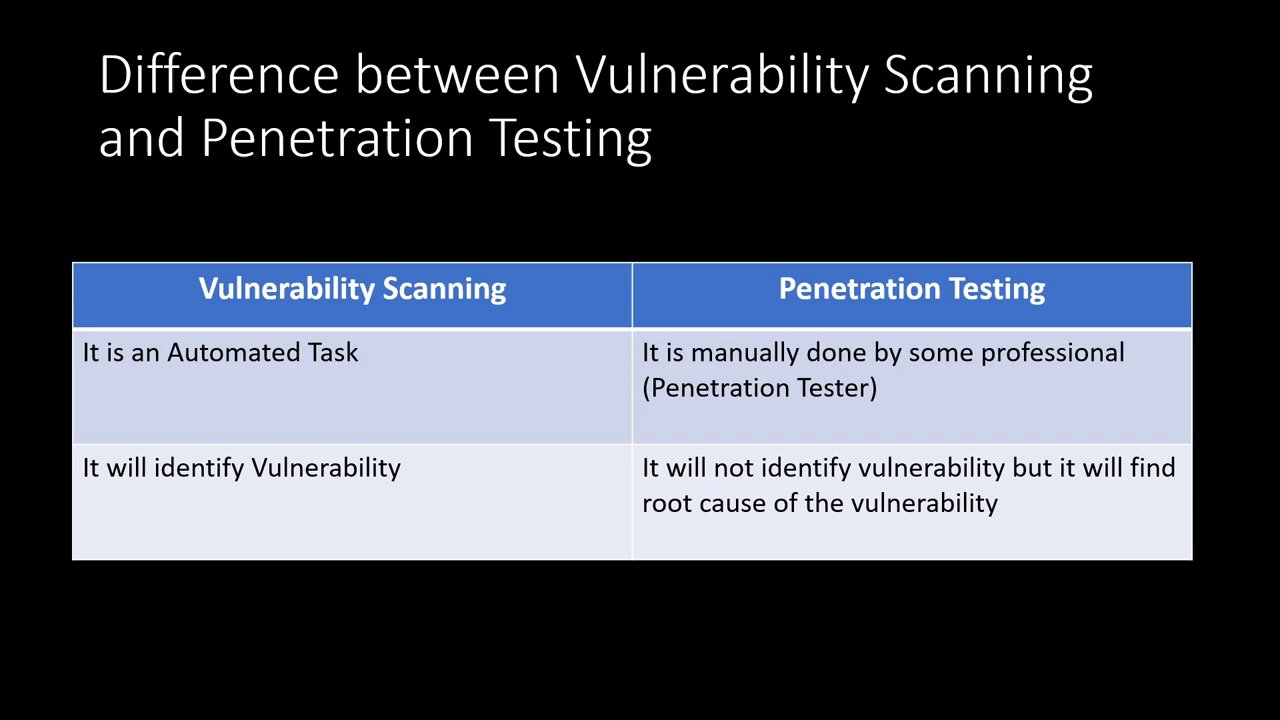 Difference between Vulnerability Scanning
and Penetration Testing
Vulnerability Scanning
Penetration Testing
It is an Automated Task
It is manually done by some professional
(Penetration Tester)
It will identify Vulnerability
It will not identify vulnerability but it will find
root cause of the vulnerability